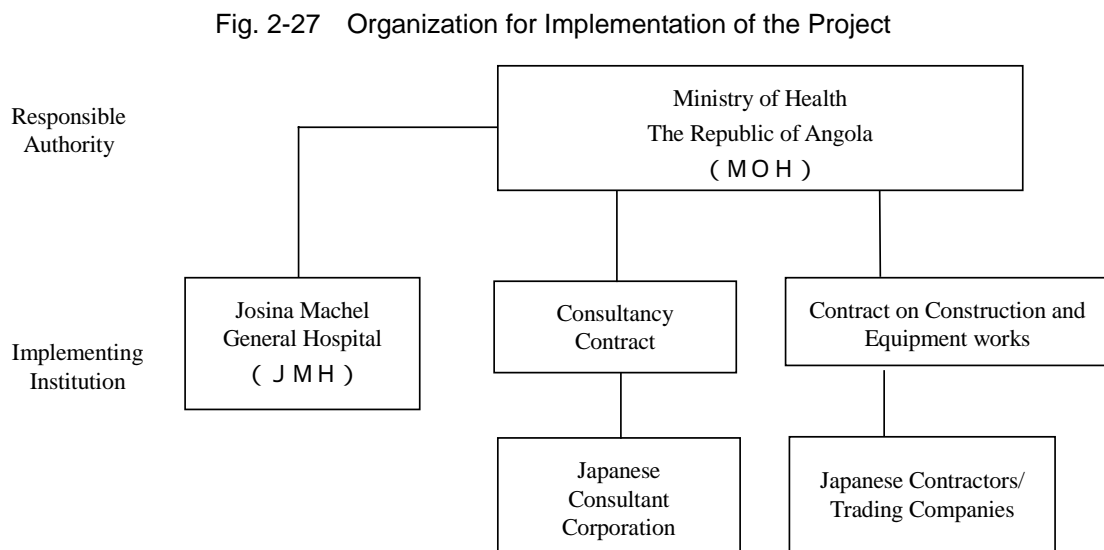 Fig. 2-27 Organization for Implementation of the Project
Responsible
Authority
Ministry of Health
The Republic of Angola
(MOH)
Implementing
Institution
Josina Machel
General Hospital
(JMH)
Consultancy
Contract
Contract on Construction and
Equipment works
Japanese
Consultant
Corporation
Japanese Contractors/
Trading Companies